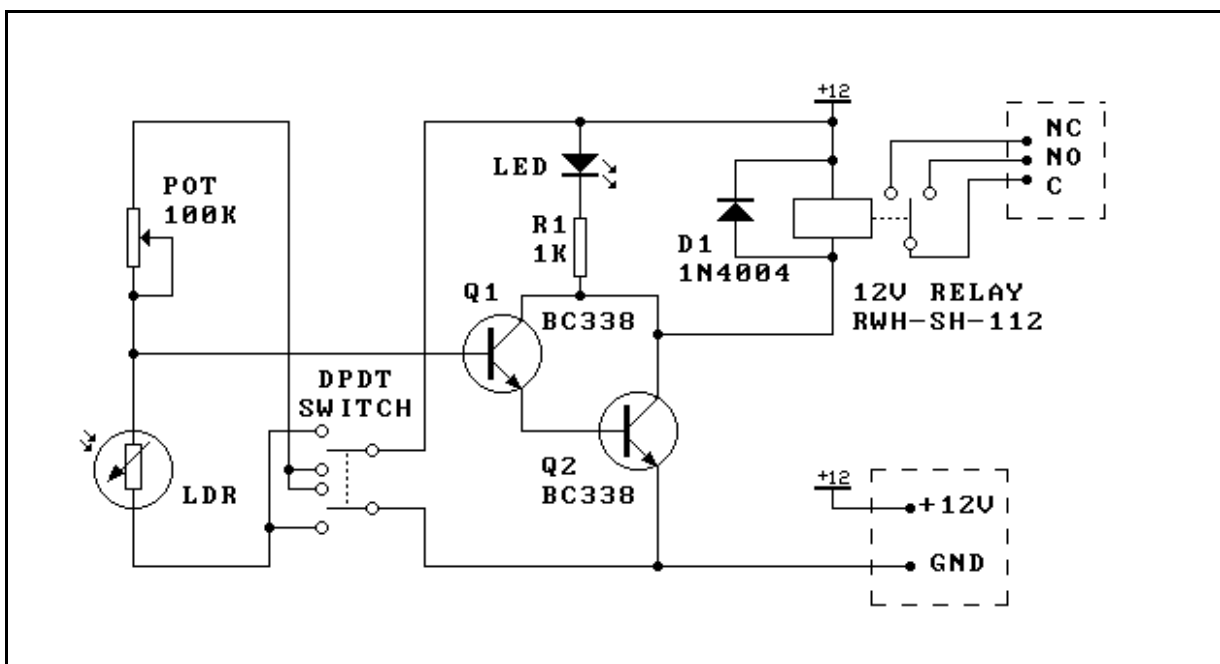 +12
NC
NO
C
LED
POT
100K
R1
1K
D1
1N4004
Q1
BC338
12V RELAY
RWH-SH-112
DPDT
SWITCH
LDR
Q2
BC338
+12
+12V
GND